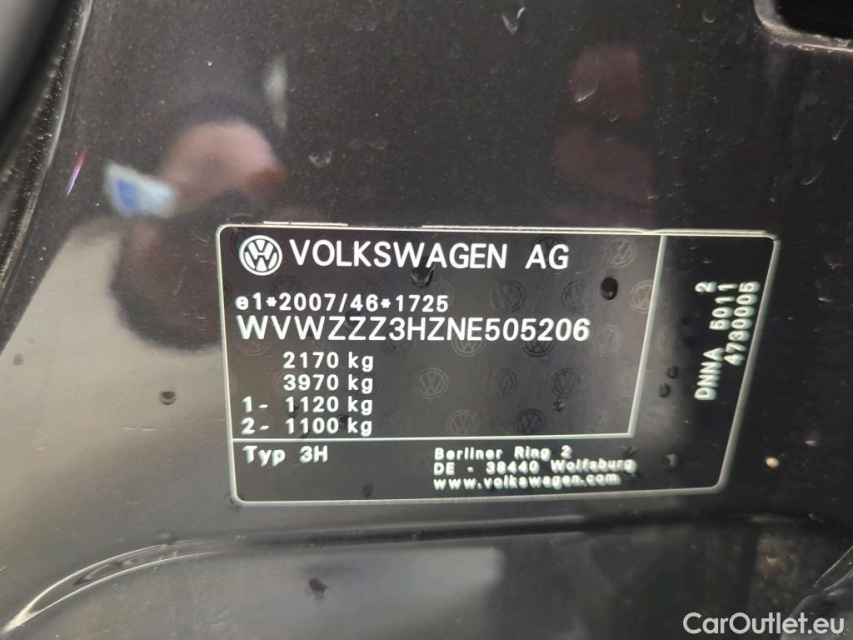 VOLKSWAGEN AG
e1*2007/46*1725
WVWZZZ3HZNE505206
2170 kg
3970 kg
1- 1120 kg
2- 1100 kg
Typ 3H
Berliner Ring 2
DE - 38440 Wolfsburg
www.volkswagen.com
DNNA 5011 2
4730005
CarOutlet.eu